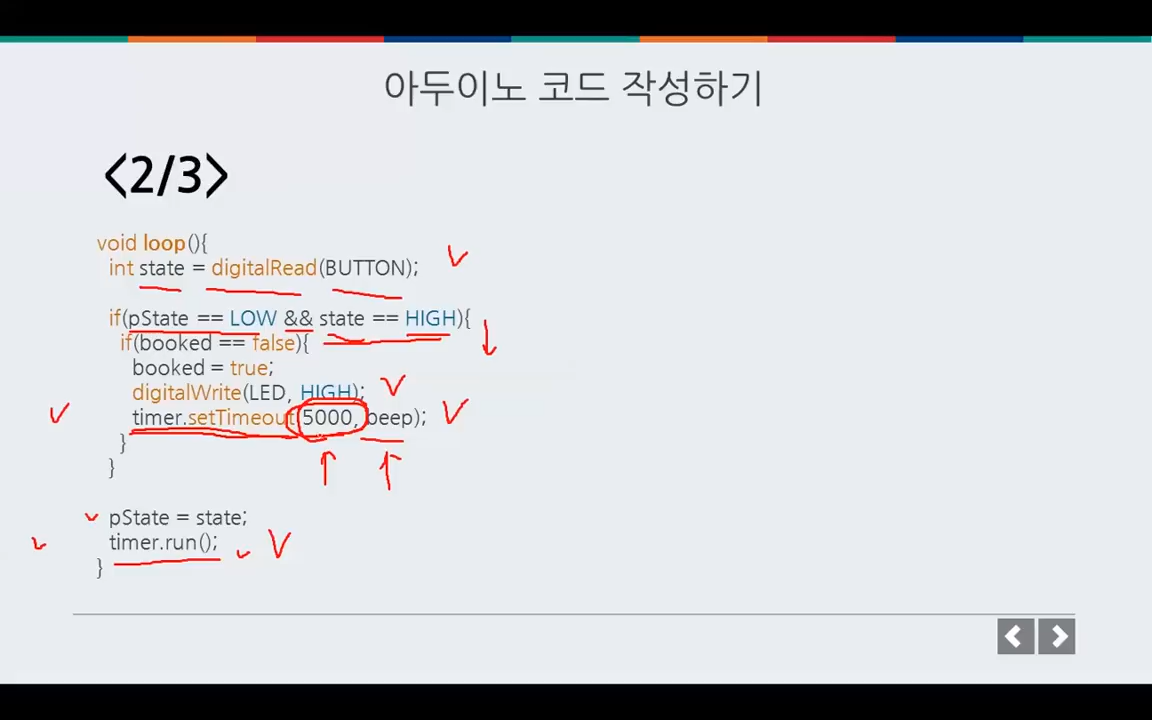 아두이노 코드 작성하기
<2/3>
void loop(){
int state = digitalRead(BUTTON);
if(pState == LOW && state == HIGH){
if(booked == false){
booked = true;
digitalWrite(LED, HIGH);
timer.setTimeout(5000, beep);
}
}
pState = state;
timer.run();
}